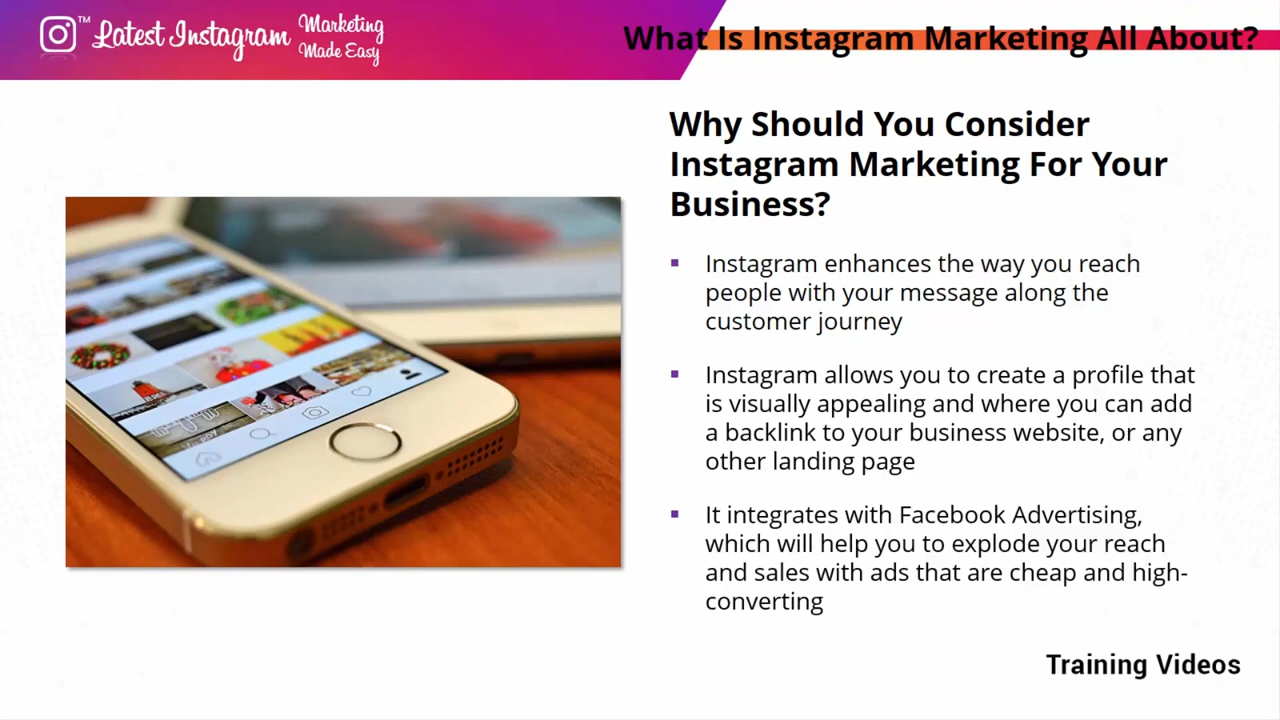 Latest Instagram
Marketing
Made Easy
TM
What Is Instagram Marketing All About?
Why Should You Consider
Instagram Marketing For Your
Business?
Instagram enhances the way you reach
people with your message along the
customer journey
Instagram allows you to create a profile that
is visually appealing and where you can add
a backlink to your business website, or any
other landing page
It integrates with Facebook Advertising,
which will help you to explode your reach
and sales with ads that are cheap and high-
converting
Training Videos